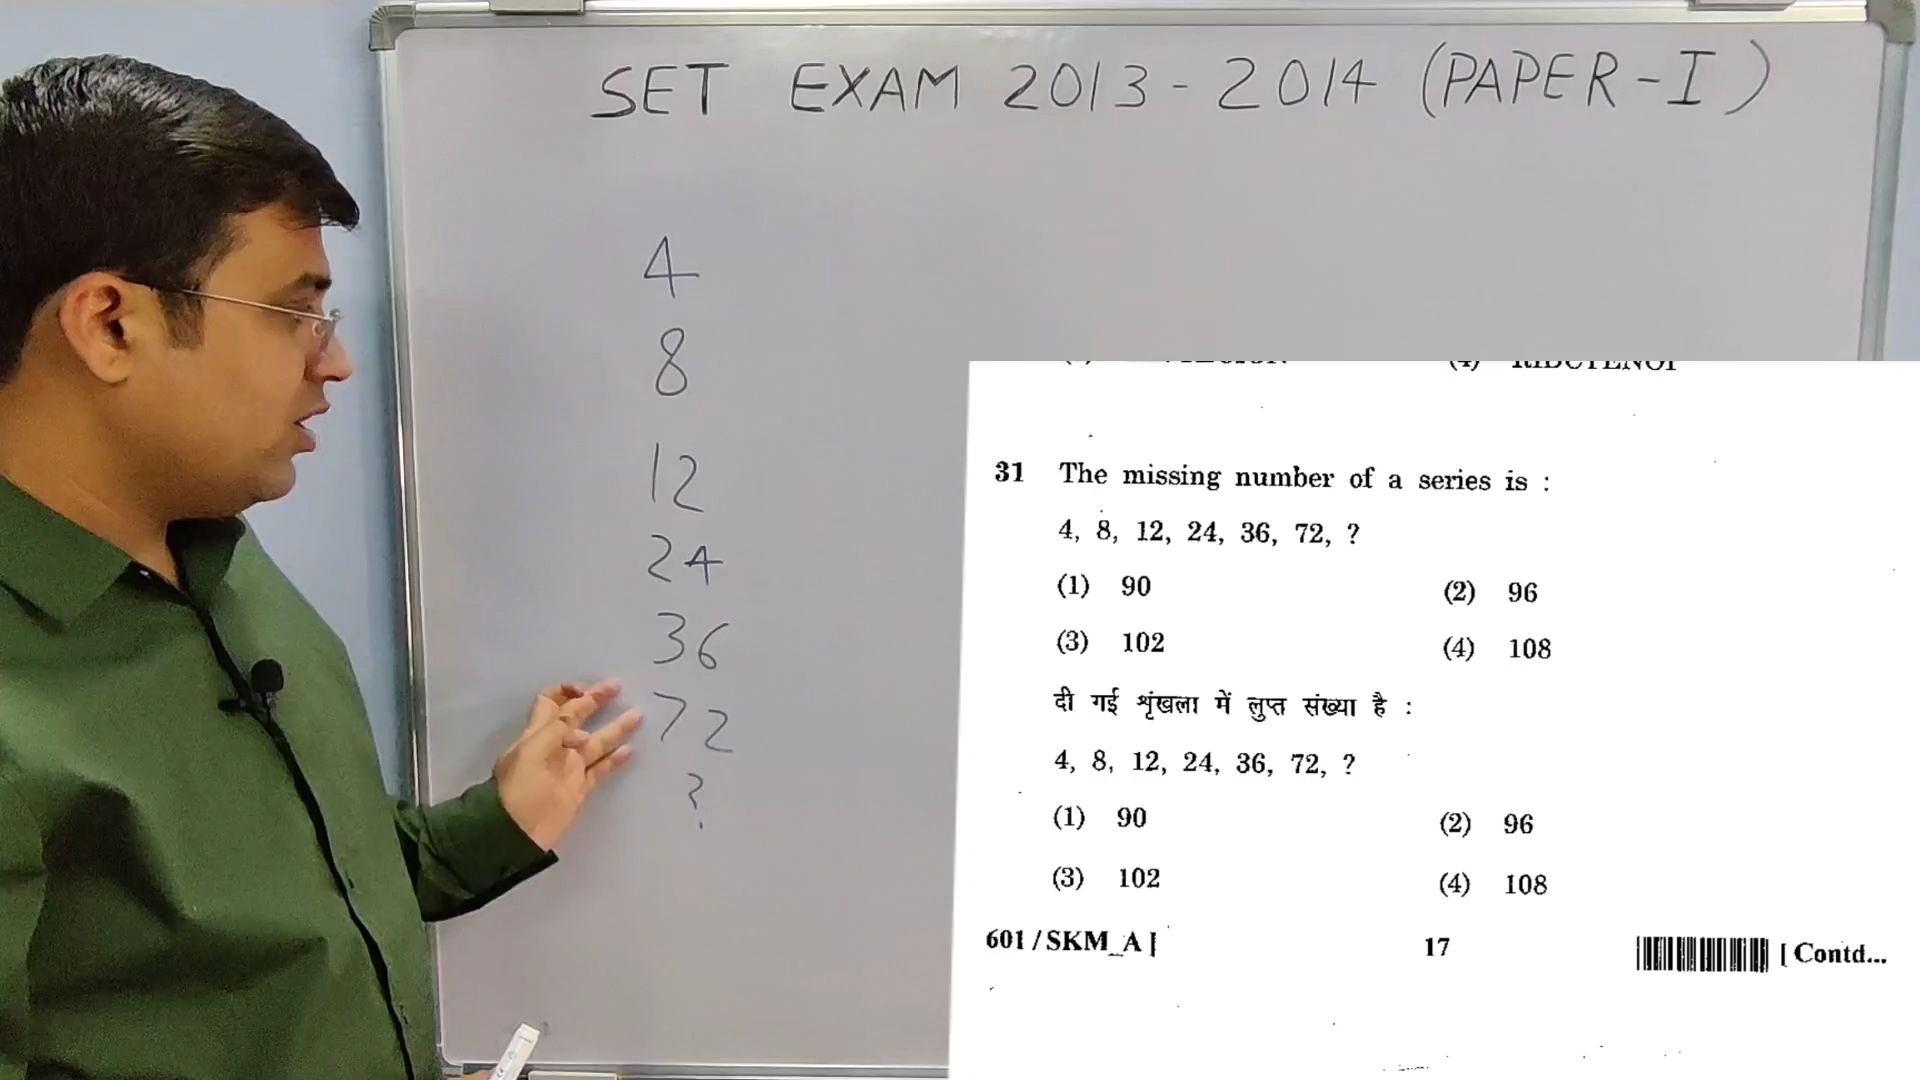 SET EXAM 2013-2014 (PAPER-I)
4
8
12
24
36
72
?
31 The missing number of a series is :
4, 8, 12, 24, 36, 72, ?
(1) 90 (2) 96
(3) 102 (4) 108
दी गई शृंखला में लुप्त संख्या है :
4, 8, 12, 24, 36, 72, ?
(1) 90 (2) 96
(3) 102 (4) 108
601/SKM_A] 17 [Contd...